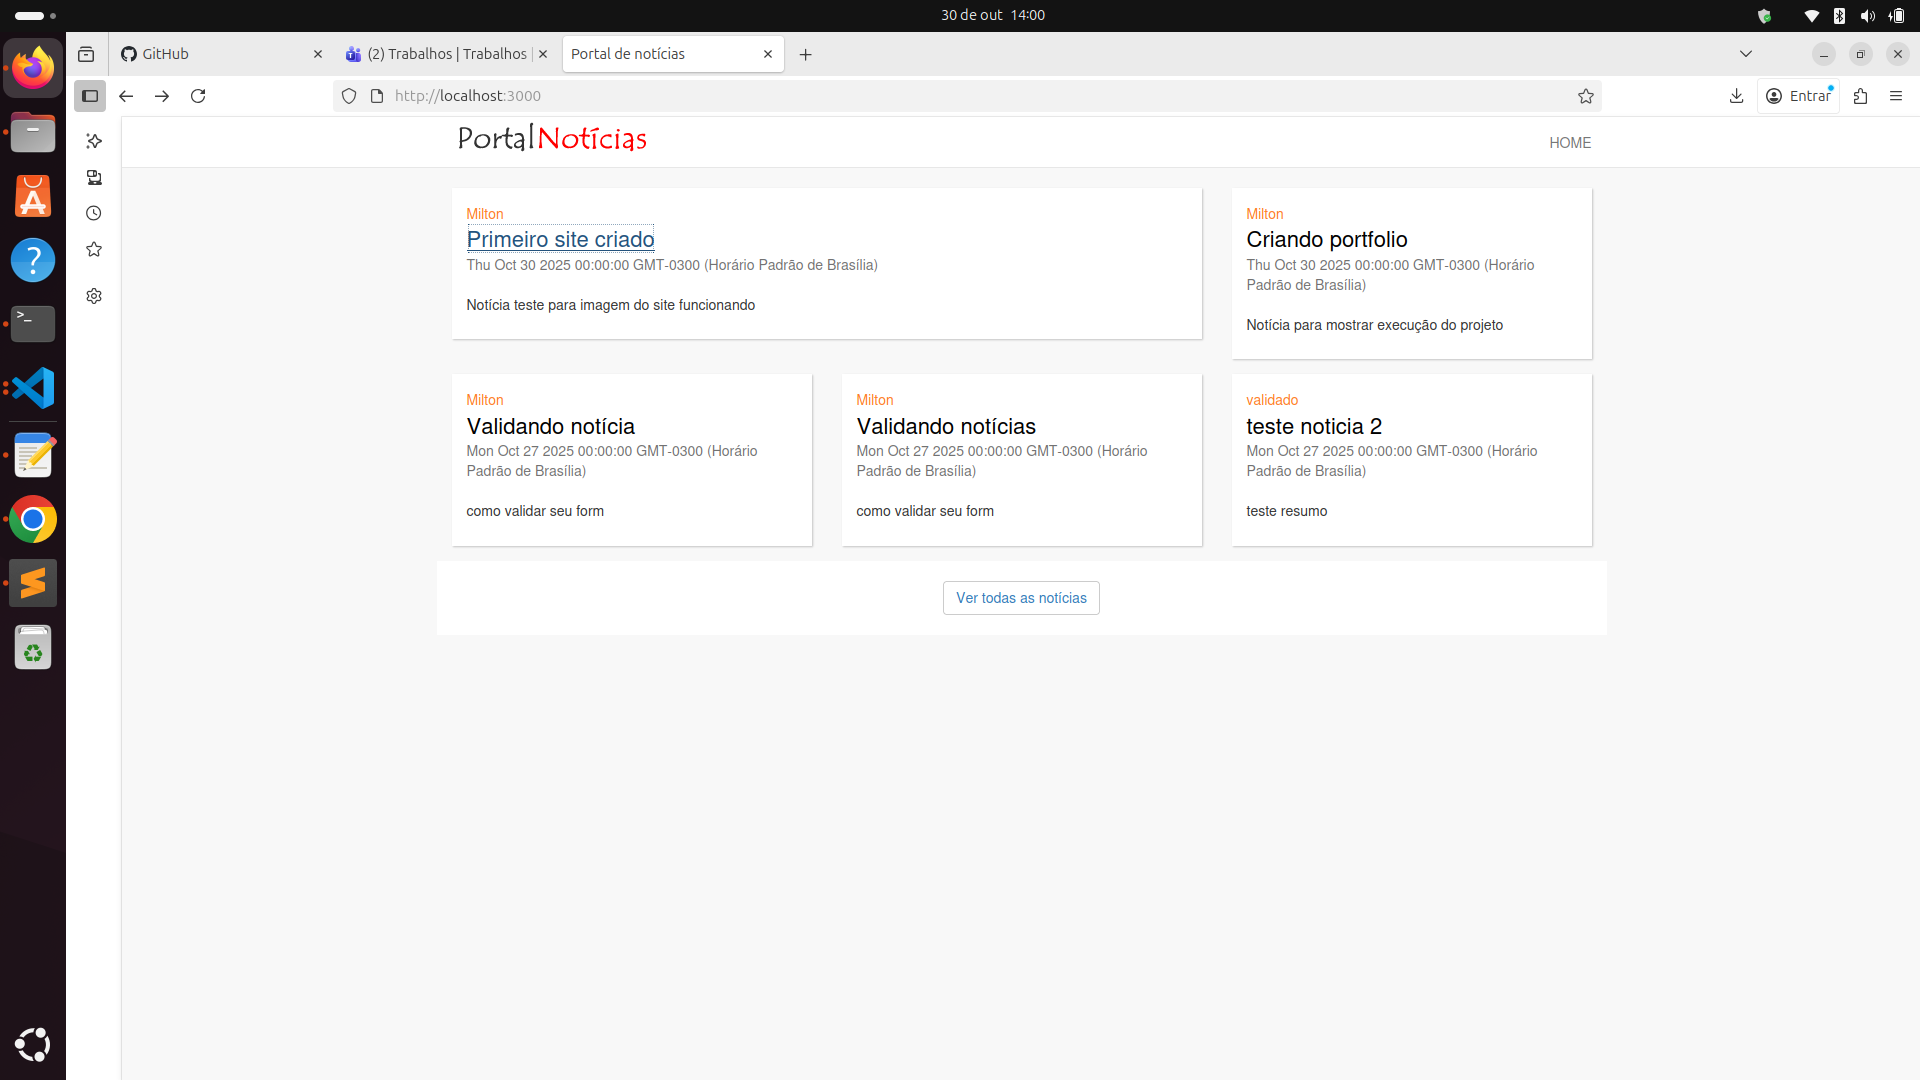 30 de out 14:00
GitHub
(2) Trabalhos | Trabalhos |
Portal de notícias
http://localhost:3000
Entrar
PortalNotícias
HOME
Milton
Primeiro site criado
Thu Oct 30 2025 00:00:00 GMT-0300 (Horário Padrão de Brasília)
Notícia teste para imagem do site funcionando
Milton
Criando portfolio
Thu Oct 30 2025 00:00:00 GMT-0300 (Horário
Padrão de Brasília)
Notícia para mostrar execução do projeto
Milton
Validando notícia
Mon Oct 27 2025 00:00:00 GMT-0300 (Horário
Padrão de Brasília)
como validar seu form
Milton
Validando notícias
Mon Oct 27 2025 00:00:00 GMT-0300 (Horário
Padrão de Brasília)
como validar seu form
validado
teste noticia 2
Mon Oct 27 2025 00:00:00 GMT-0300 (Horário
Padrão de Brasília)
teste resumo
Ver todas as notícias